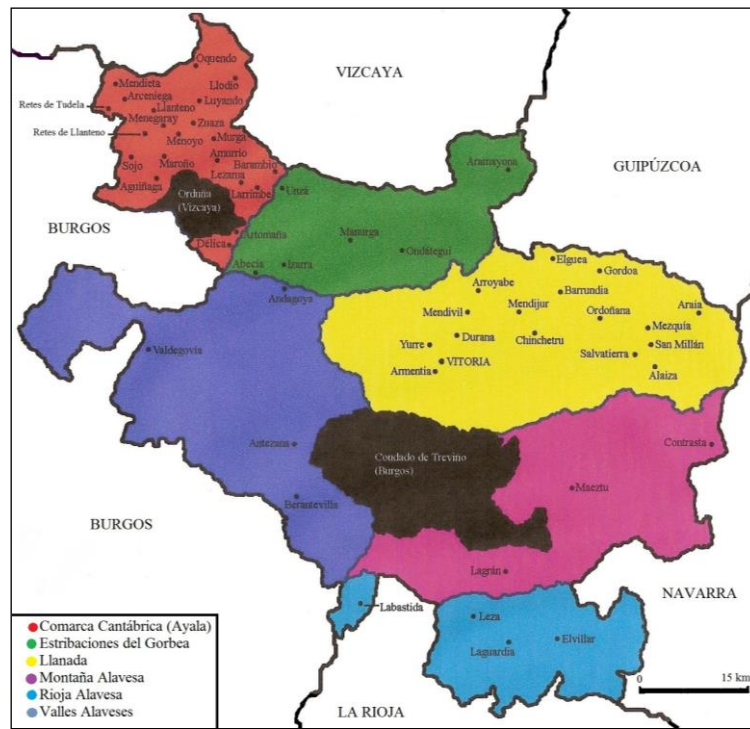 VIZCAYA
GUIPÚZCOA
BURGOS
BURGOS
NAVARRA
LA RIOJA
Oquendo
Mendieta
Llodio
Arceniega
Luyando
Retes de Tudela
Llanteno
Menegaray
Zuaza
Retes de Llanteno
Menoyo
Murga
Amurrio
Sojo
Maroño
Barambio
Lezama
Aguiñaga
Larrimbe
Orduña
(Vizcaya)
Artomaña
Délica
Unzá
Aramayona
Manurga
Ondátegui
Abecia
Izarra
Andagoya
Elguea
Gordoa
Arroyabe
Barrundia
Mendivil
Mendijur
Ordoñana
Araia
Mezquía
Durana
Chinchetru
Yurre
San Millán
VITORIA
Salvatierra
Armentia
Alaiza
Valdegovía
Antezana
Berantevilla
Condado de Treviño
(Burgos)
Contrasta
Maeztu
Lagrán
Labastida
Leza
Laguardia
Elvillar
Comarca Cantábrica (Ayala)
Estribaciones del Gorbea
Llanada
Montaña Alavesa
Rioja Alavesa
Valles Alaveses
0 15 km